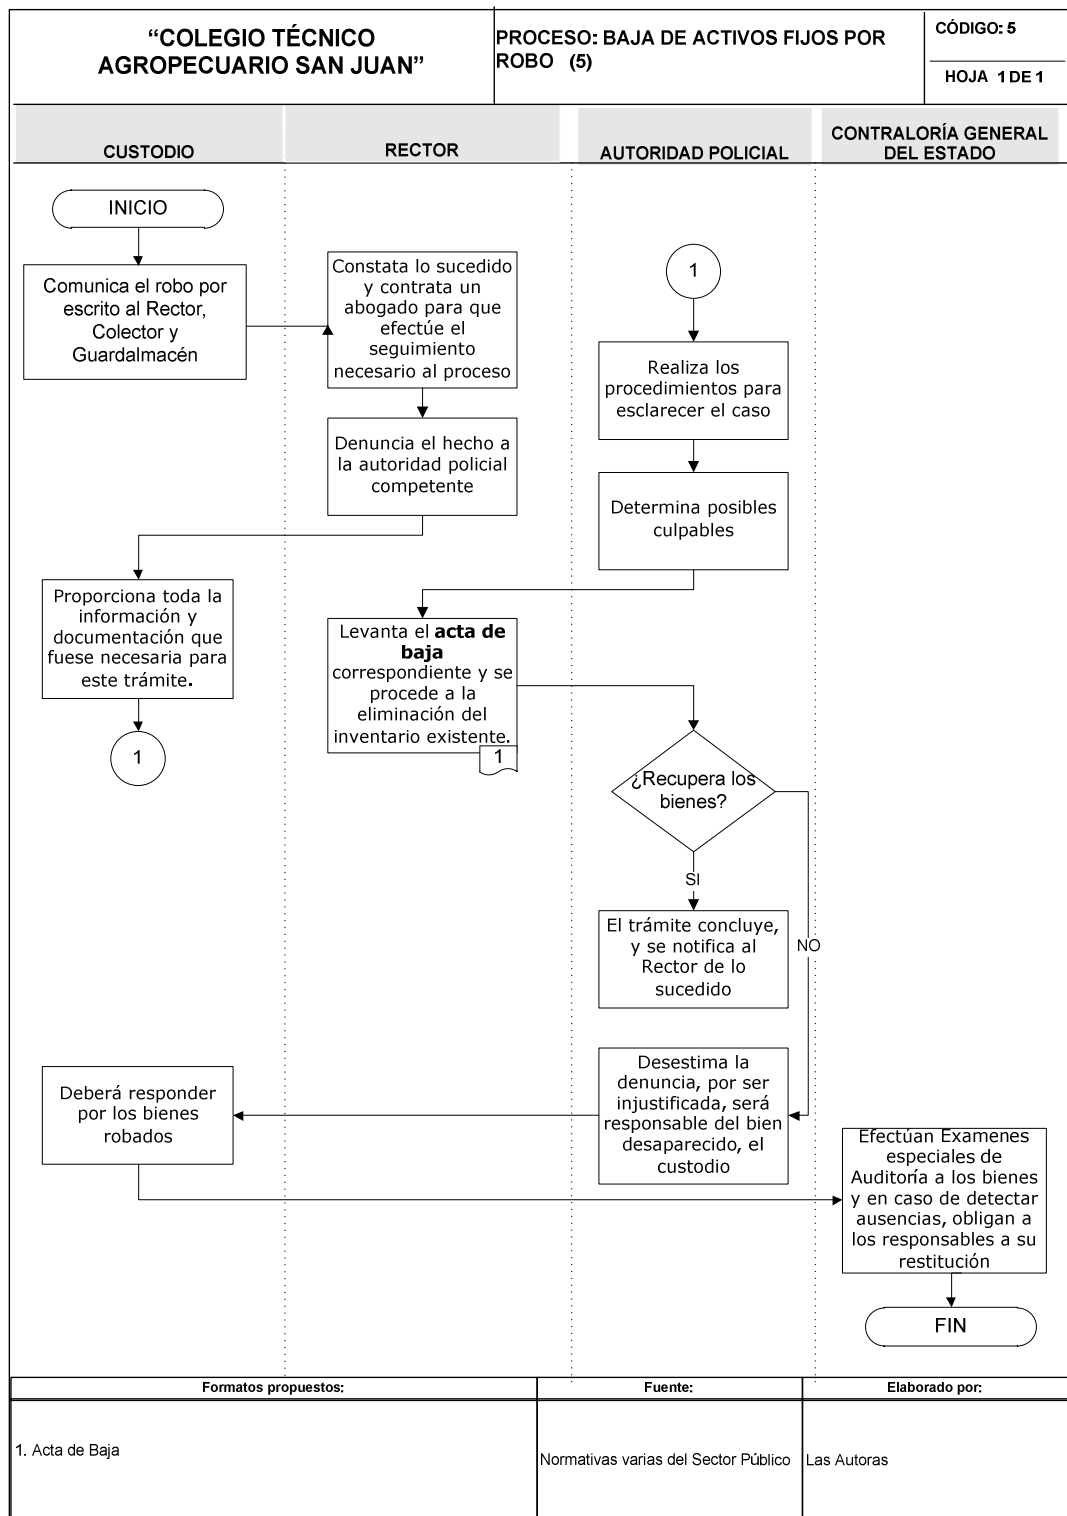 “COLEGIO TÉCNICO
AGROPECUARIO SAN JUAN”
PROCESO: BAJA DE ACTIVOS FIJOS POR
ROBO (5)
CÓDIGO: 5
HOJA 1 DE 1
CUSTODIO
RECTOR
AUTORIDAD POLICIAL
CONTRALORÍA GENERAL
DEL ESTADO
INICIO
Comunica el robo por
escrito al Rector,
Colector y
Guardalmacén
Constata lo sucedido
y contrata un
abogado para que
efectúe el
seguimiento
necesario al proceso
Denuncia el hecho a
la autoridad policial
competente
Proporciona toda la
información y
documentación que
fuese necesaria para
este trámite.
1
1
Realiza los
procedimientos para
esclarecer el caso
Determina posibles
culpables
Levanta el acta de
baja
correspondiente y se
procede a la
eliminación del
inventario existente.
1
¿Recupera los
bienes?
SI
NO
El trámite concluye,
y se notifica al
Rector de lo
sucedido
Desestima la
denuncia, por ser
injustificada, será
responsable del bien
desaparecido, el
custodio
Deberá responder
por los bienes
robados
Efectúan Examenes
especiales de
Auditoría a los bienes
y en caso de detectar
ausencias, obligan a
los responsables a su
restitución
FIN
Formatos propuestos:
Fuente:
Elaborado por:
1. Acta de Baja
Normativas varias del Sector Público
Las Autoras